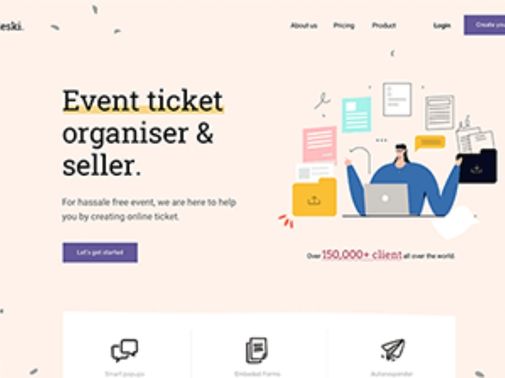 eski.
About us
Pricing
Product
Login
Create you
Event ticket
organiser &
seller.
For hassale free event, we are here to help
you by creating online ticket.
Let's get started
Over 150,000+ client all over the world.
Smart popups
Embeded Forms
Autoresponder